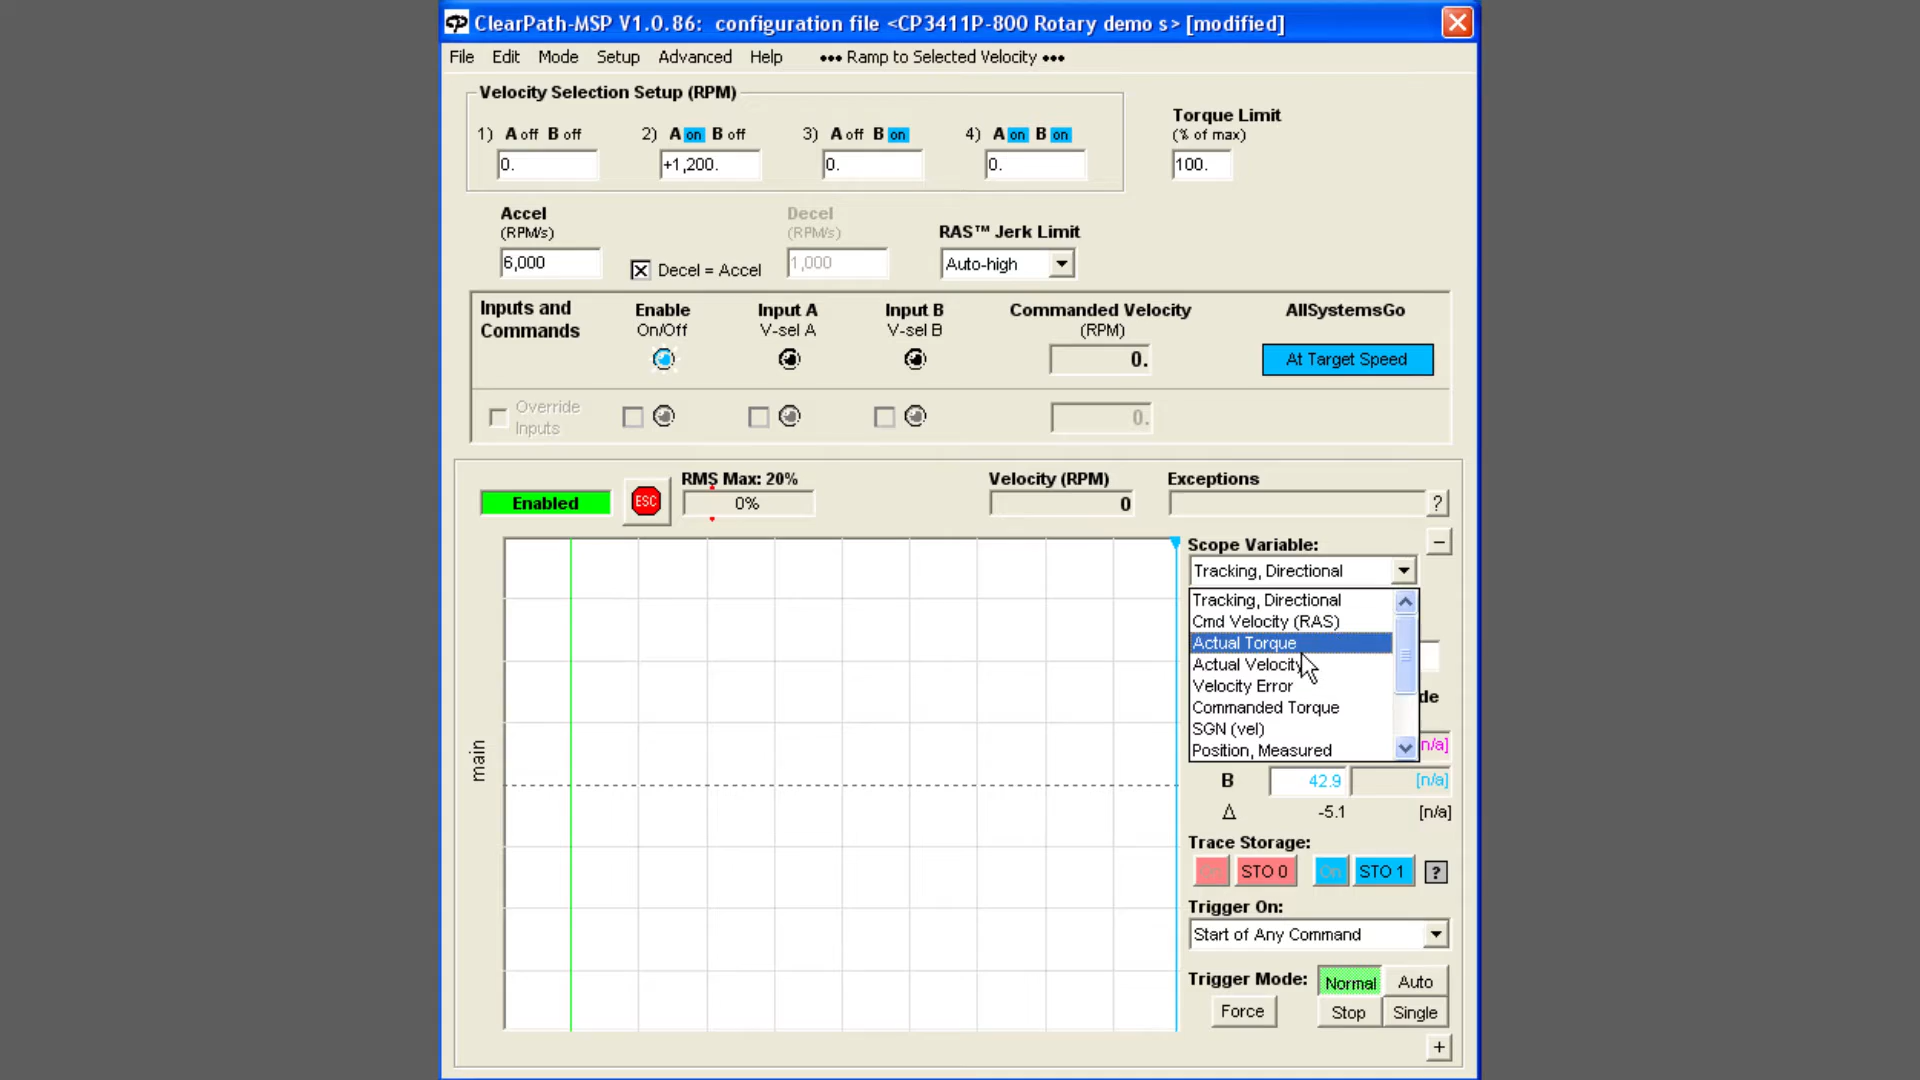 ClearPath-MSP V1.0.86: configuration file <CP3411P-800 Rotary demo s> [modified]
File Edit Mode Setup Advanced Help ••• Ramp to Selected Velocity •••
Velocity Selection Setup (RPM)
1) A off B off 2) A on B off 3) A off B on 4) A on B on
0. +1,200. 0. 0.
Torque Limit
(% of max)
100.
Accel
(RPM/s)
6,000
Decel = Accel
Decel
(RPM/s)
1,000
RAS™ Jerk Limit
Auto-high
Inputs and Commands
Enable
On/Off
Input A
V-sel A
Input B
V-sel B
Commanded Velocity
(RPM)
0.
AllSystemsGo
At Target Speed
Override
Inputs
0.
Enabled
ESC
RMS Max: 20%
0%
Velocity (RPM)
0
Exceptions
?
main
Scope Variable:
–
Tracking, Directional
Tracking, Directional
Cmd Velocity (RAS)
Actual Torque
Actual Velocity
Velocity Error
Commanded Torque
SGN (vel)
Position, Measured
de
n/a]
B 42.9 [n/a]
Δ -5.1 [n/a]
Trace Storage:
STO 0 On STO 1 ?
Trigger On:
Start of Any Command
Trigger Mode: Normal Auto
Force Stop Single
+